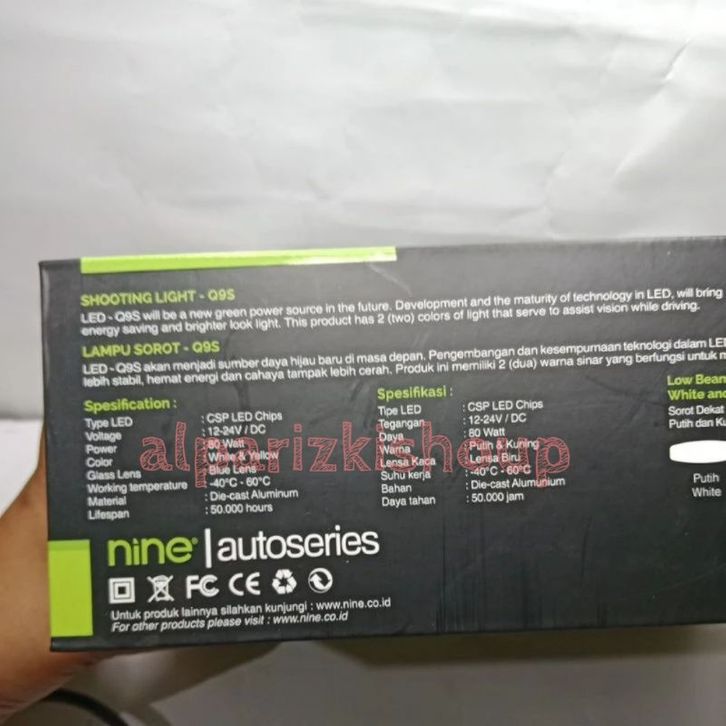 SHOOTING LIGHT - Q9S
LED - Q9S will be a new green power source in the future. Development and the maturity of technology in LED, will bring
energy saving and brighter look light. This product has 2 (two) colors of light that serve to assist vision while driving.
LAMPU SOROT - Q9S
LED - Q9S akan menjadi sumber daya hijau baru di masa depan. Pengembangan dan kesempurnaan teknologi dalam LED
lebih stabil, hemat energi dan cahaya tampak lebih cerah. Produk ini memiliki 2 (dua) warna sinar yang berfungsi untuk
Spesification :
Type LED : CSP LED Chips
Voltage : 12-24V / DC
Power : 80 Watt
Color : White & Yellow
Glass Lens : Blue Lens
Working temperature : -40°C - 60°C
Material : Die-cast Aluminum
Lifespan : 50.000 hours
Spesifikasi :
Tipe LED : CSP LED Chips
Tegangan : 12-24V / DC
Daya : 80 Watt
Warna : Putih & Kuning
Lensa Kaca : Lensa Biru
Suhu kerja : -40°C - 60°C
Bahan : Die-cast Alumunium
Daya tahan : 50.000 jam
Low Beam
White and
Sorot Dekat
Putih dan
Putih
White
alparizkishoup
nine | autoseries
FC CE
Untuk produk lainnya silahkan kunjungi : www.nine.co.id
For other products please visit : www.nine.co.id